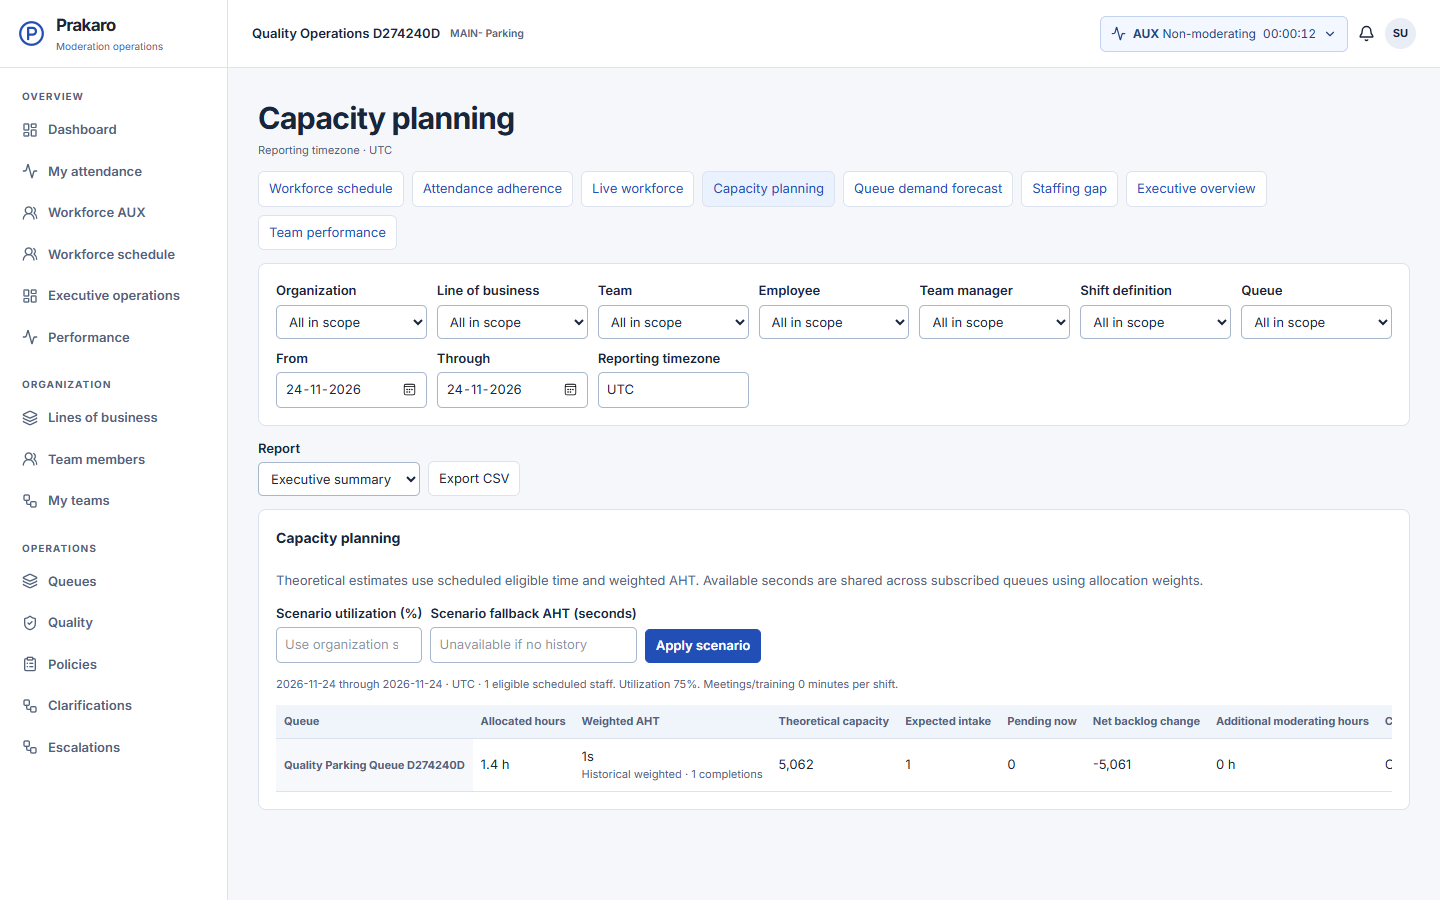 Prakaro
Moderation operations
Quality Operations D274240D MAIN- Parking
AUX Non-moderating 00:00:12
SU
OVERVIEW
Dashboard
My attendance
Workforce AUX
Workforce schedule
Executive operations
Performance
ORGANIZATION
Lines of business
Team members
My teams
OPERATIONS
Queues
Quality
Policies
Clarifications
Escalations
Capacity planning
Reporting timezone · UTC
Workforce schedule Attendance adherence Live workforce Capacity planning Queue demand forecast Staffing gap Executive overview
Team performance
Organization Line of business Team Employee Team manager Shift definition Queue
All in scope All in scope All in scope All in scope All in scope All in scope All in scope
From Through Reporting timezone
24-11-2026 24-11-2026 UTC
Report
Executive summary Export CSV
Capacity planning
Theoretical estimates use scheduled eligible time and weighted AHT. Available seconds are shared across subscribed queues using allocation weights.
Scenario utilization (%) Scenario fallback AHT (seconds)
Use organization s Unavailable if no history Apply scenario
2026-11-24 through 2026-11-24 · UTC · 1 eligible scheduled staff. Utilization 75%. Meetings/training 0 minutes per shift.
Queue Allocated hours Weighted AHT Theoretical capacity Expected intake Pending now Net backlog change Additional moderating hours
Quality Parking Queue D274240D 1.4 h 1s 5,062 1 0 -5,061 0 h
Historical weighted · 1 completions